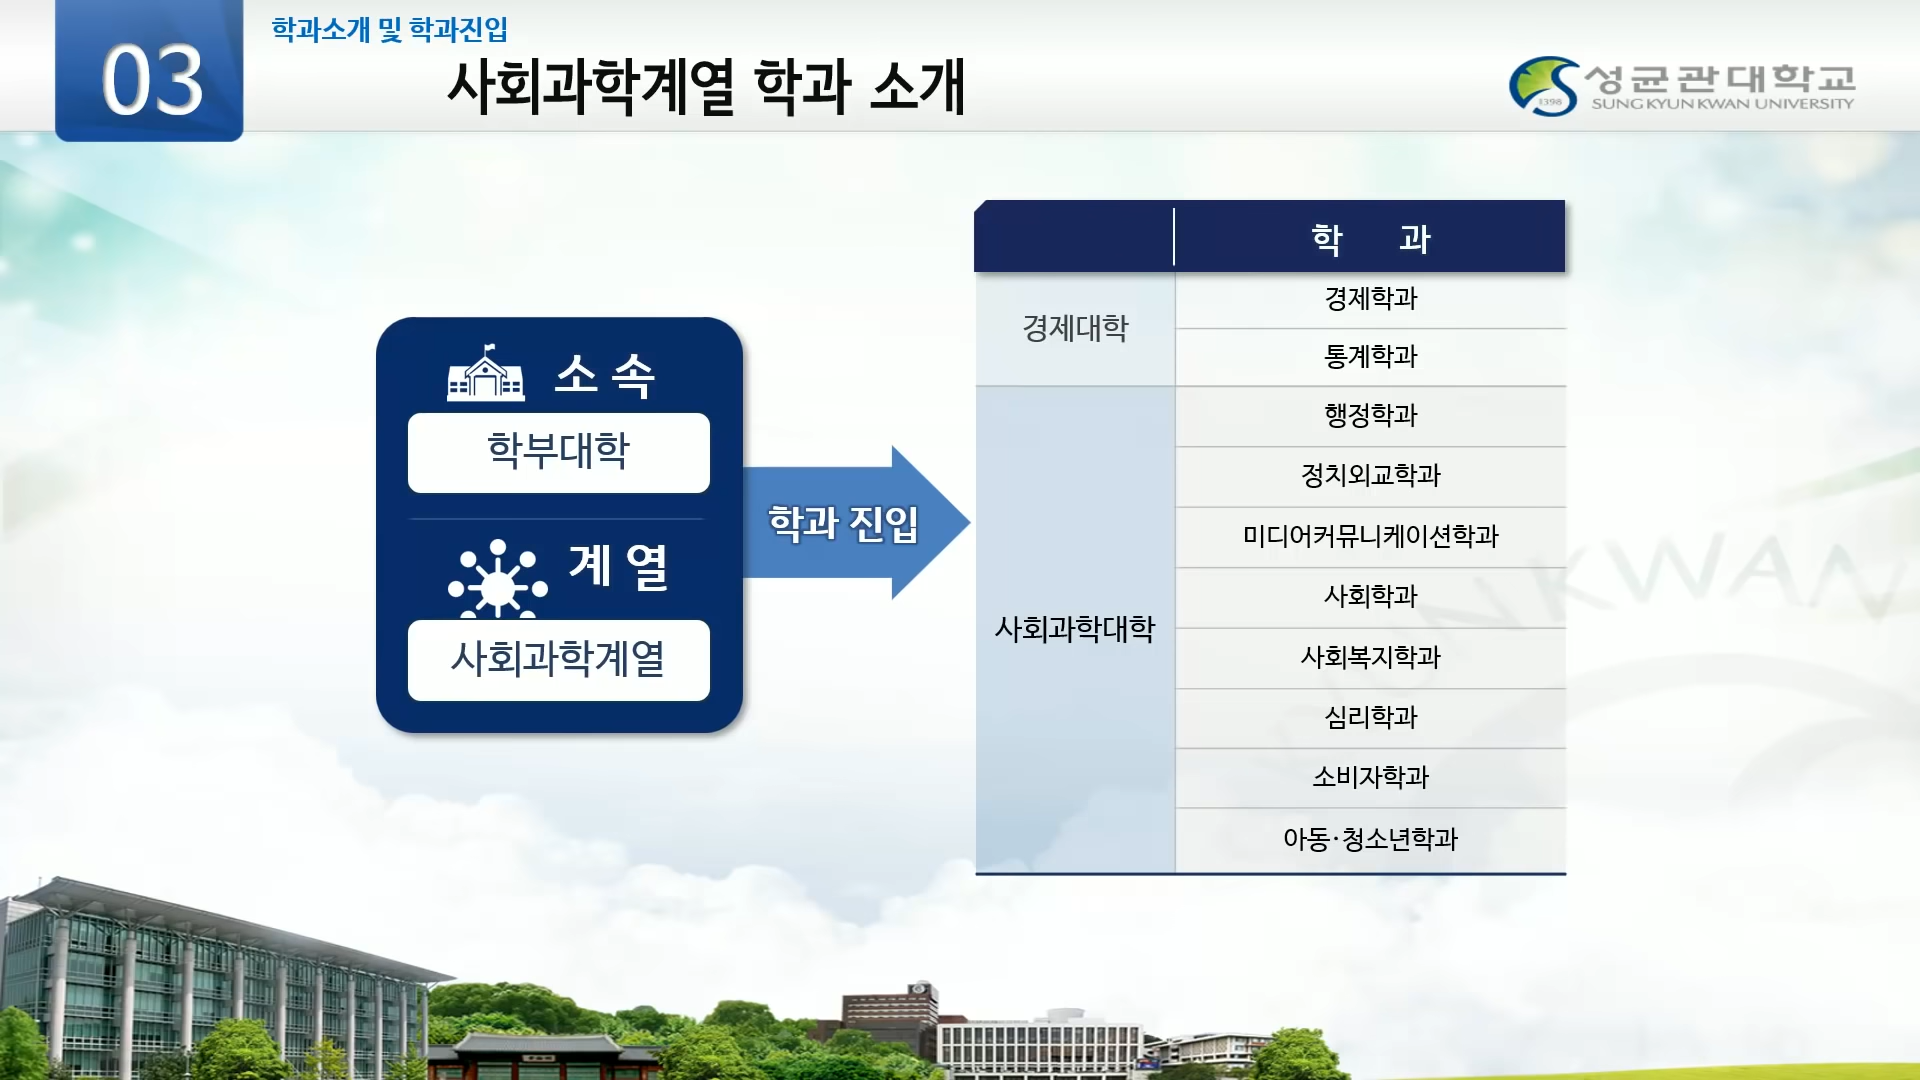 03
학과소개 및 학과진입
사회과학계열 학과 소개
1398
성균관대학교
SUNG KYUN KWAN UNIVERSITY
소 속
학부대학
계 열
사회과학계열
학과 진입
학 과
경제대학
경제학과
통계학과
사회과학대학
행정학과
정치외교학과
미디어커뮤니케이션학과
사회학과
사회복지학과
심리학과
소비자학과
아동·청소년학과